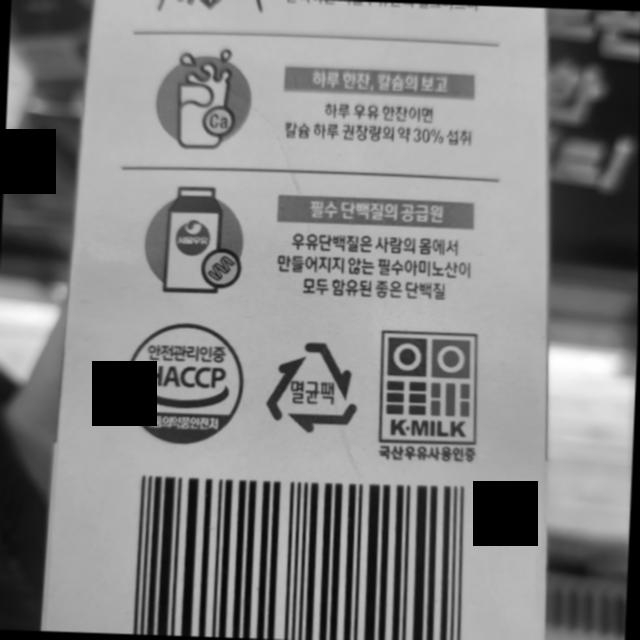 하루 한잔, 칼슘의 보고
하루 우유 한잔이면
칼슘 하루 권장량의 약 30% 섭취
Ca
필수 단백질의 공급원
우유단백질은 사람의 몸에서
만들어지지 않는 필수아미노산이
모두 함유된 좋은 단백질
안전관리인증
HACCP
멸균팩
K·MILK
국산우유사용인증